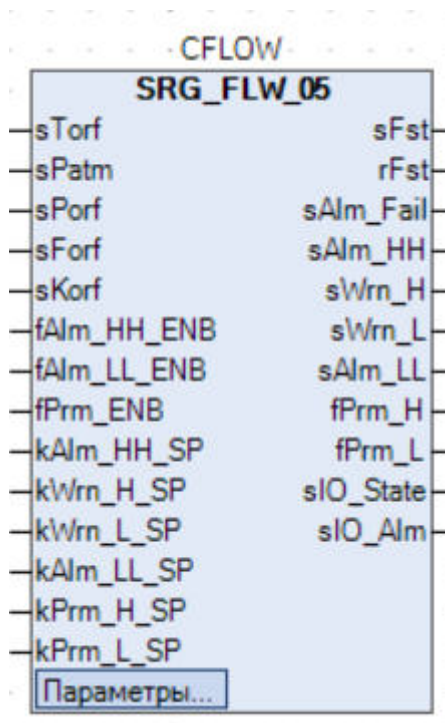 CFLOW
SRG_FLW_05
sTorf sFst
sPatm rFst
sPorf sAlm_Fail
sForf sAlm_HH
sKorf sWrn_H
fAlm_HH_ENB sWrn_L
fAlm_LL_ENB sAlm_LL
fPrm_ENB fPrm_H
kAlm_HH_SP fPrm_L
kWrn_H_SP sIO_State
kWrn_L_SP sIO_Alm
kAlm_LL_SP
kPrm_H_SP
kPrm_L_SP
Параметры...